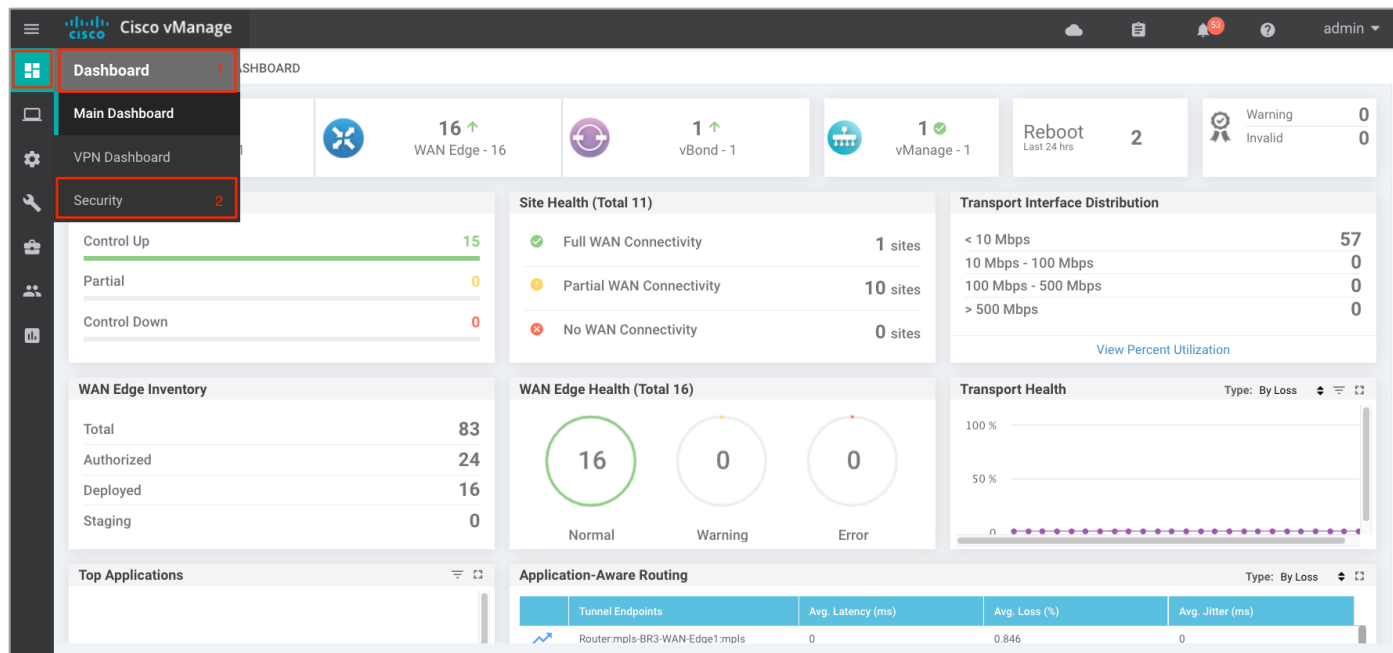 cisco Cisco vManage 53 admin
Dashboard 1 ASHBOARD
Main Dashboard
VPN Dashboard
Security 2
1
16
WAN Edge - 16
1
vBond - 1
1
vManage - 1
Reboot
Last 24 hrs
2
Warning 0
Invalid 0
Control Up 15
Partial 0
Control Down 0
Site Health (Total 11)
Full WAN Connectivity 1 sites
Partial WAN Connectivity 10 sites
No WAN Connectivity 0 sites
Transport Interface Distribution
< 10 Mbps 57
10 Mbps - 100 Mbps 0
100 Mbps - 500 Mbps 0
> 500 Mbps 0
View Percent Utilization
WAN Edge Inventory
Total 83
Authorized 24
Deployed 16
Staging 0
WAN Edge Health (Total 16)
16 0 0
Normal Warning Error
Transport Health Type: By Loss
100 %
50 %
0
Top Applications
Application-Aware Routing Type: By Loss
Tunnel Endpoints Avg. Latency (ms) Avg. Loss (%) Avg. Jitter (ms)
Router:mpls-BR3-WAN-Edge1:mpls 0 0.846 0